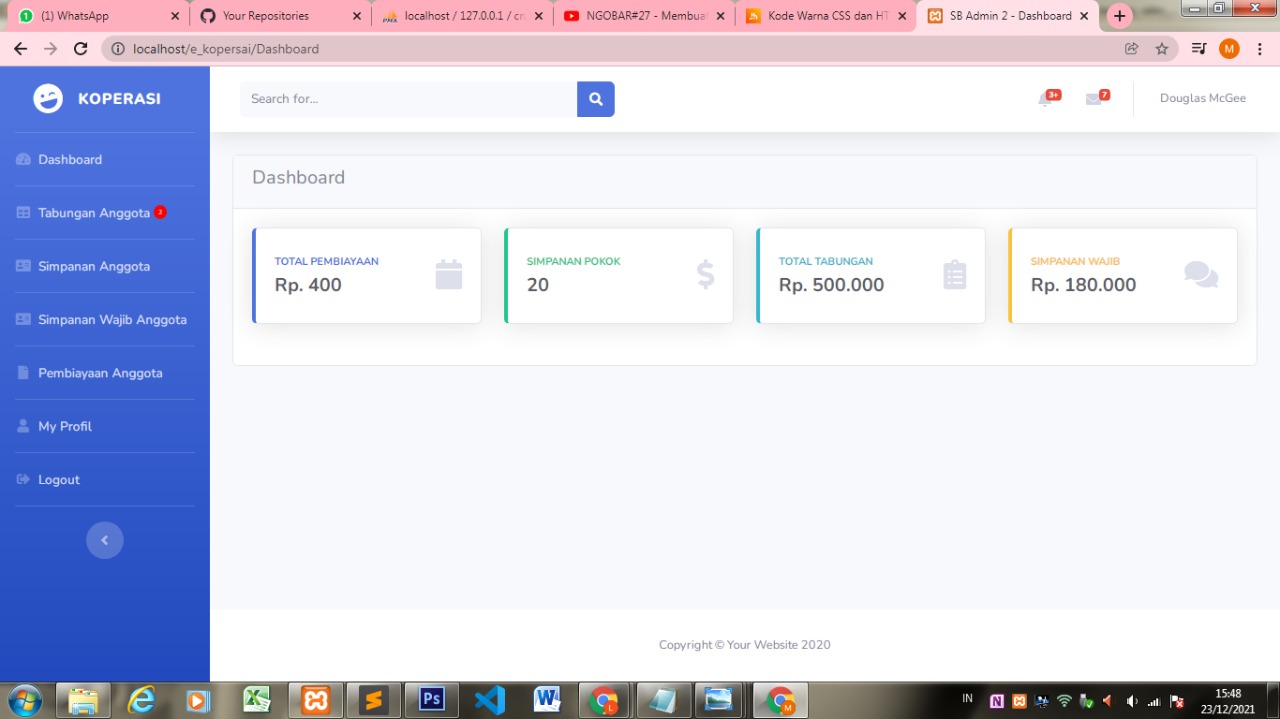 (1) WhatsApp
Your Repositories
localhost / 127.0.0.1 / cr
NGOBAR#27 - Membuat
Kode Warna CSS dan HT
SB Admin 2 - Dashboard
localhost/e_kopersai/Dashboard
M
KOPERASI
Search for...
3+
7
Douglas McGee
Dashboard
Tabungan Anggota
Simpanan Anggota
Simpanan Wajib Anggota
Pembiayaan Anggota
My Profil
Logout
Dashboard
TOTAL PEMBIAYAAN
Rp. 400
SIMPANAN POKOK
20
TOTAL TABUNGAN
Rp. 500.000
SIMPANAN WAJIB
Rp. 180.000
Copyright © Your Website 2020
IN
15:48
23/12/2021